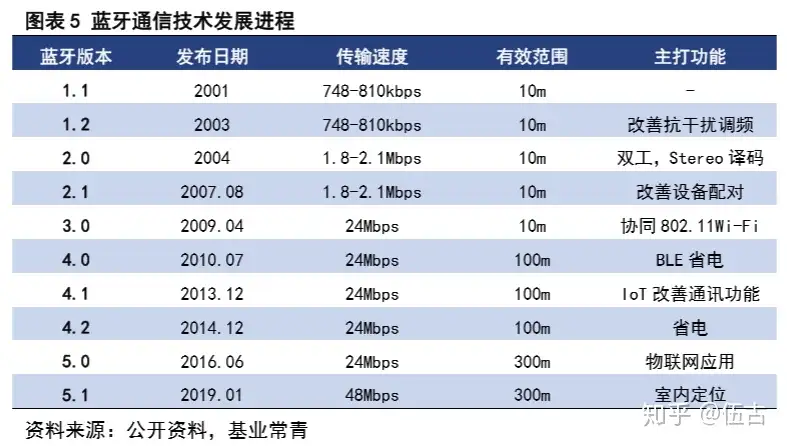 图表 5 蓝牙通信技术发展进程
蓝牙版本 发布日期 传输速度 有效范围 主打功能
1.1 2001 748-810kbps 10m -
1.2 2003 748-810kbps 10m 改善抗干扰调频
2.0 2004 1.8-2.1Mbps 10m 双工，Stereo 译码
2.1 2007.08 1.8-2.1Mbps 10m 改善设备配对
3.0 2009.04 24Mbps 10m 协同 802.11Wi-Fi
4.0 2010.07 24Mbps 100m BLE 省电
4.1 2013.12 24Mbps 100m IoT 改善通讯功能
4.2 2014.12 24Mbps 100m 省电
5.0 2016.06 24Mbps 300m 物联网应用
5.1 2019.01 48Mbps 300m 室内定位
知乎 @伍古
资料来源：公开资料，基业常青